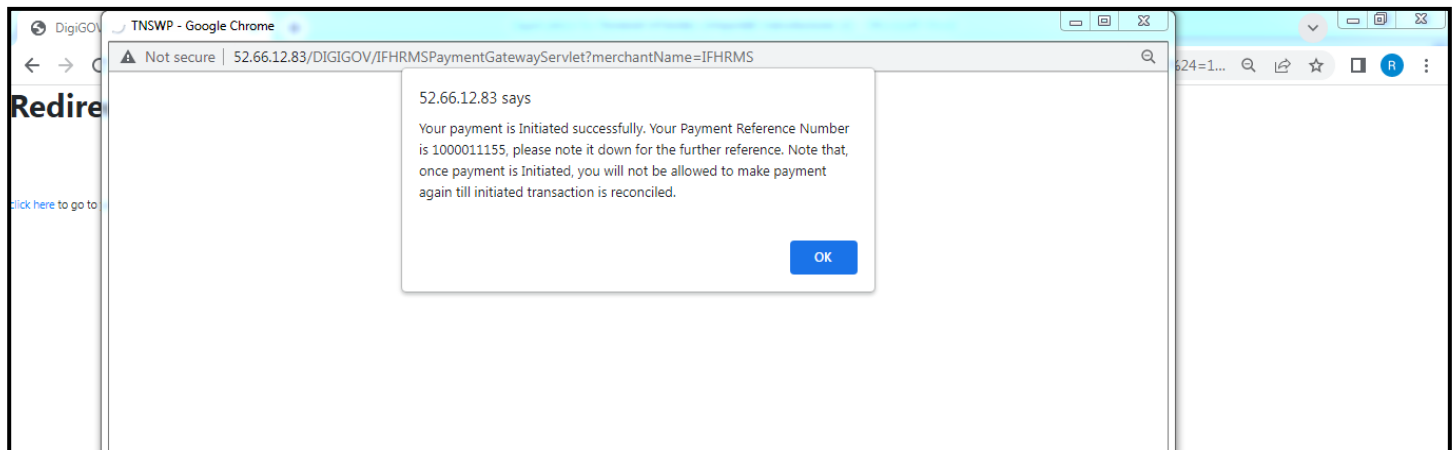 DigiGOV
TNSWP - Google Chrome
Not secure | 52.66.12.83/DIGIGOV/IFHRMSPaymentGatewayServlet?merchantName=IFHRMS
%24=1...
R
Redire
52.66.12.83 says
Your payment is Initiated successfully. Your Payment Reference Number
is 1000011155, please note it down for the further reference. Note that,
once payment is Initiated, you will not be allowed to make payment
again till initiated transaction is reconciled.
click here to go to
OK